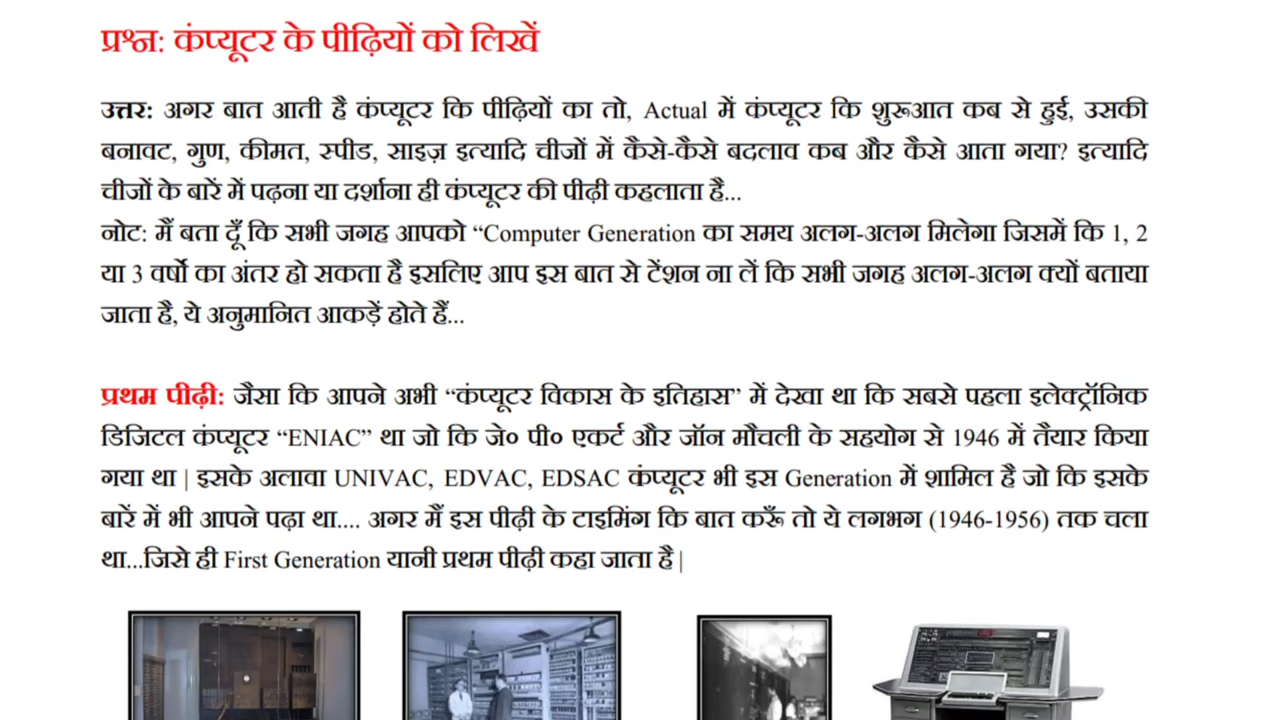 प्रश्न: कंप्यूटर के पीढ़ियों को लिखें
उत्तर: अगर बात आती है कंप्यूटर कि पीढ़ियों का तो, Actual में कंप्यूटर कि शुरूआत कब से हुई, उसकी
बनावट, गुण, कीमत, स्पीड, साइज़ इत्यादि चीजों में कैसे-कैसे बदलाव कब और कैसे आता गया? इत्यादि
चीजों के बारें में पढ़ना या दर्शाना ही कंप्यूटर की पीढ़ी कहलाता है...
नोट: मैं बता दूँ कि सभी जगह आपको “Computer Generation का समय अलग-अलग मिलेगा जिसमें कि 1, 2
या 3 वर्षो का अंतर हो सकता है इसलिए आप इस बात से टेंशन ना लें कि सभी जगह अलग-अलग क्यों बताया
जाता है, ये अनुमानित आकड़ें होते हैं...
प्रथम पीढ़ी: जैसा कि आपने अभी “कंप्यूटर विकास के इतिहास” में देखा था कि सबसे पहला इलेक्ट्रॉनिक
डिजिटल कंप्यूटर “ENIAC” था जो कि जे० पी० एकर्ट और जॉन मौचली के सहयोग से 1946 में तैयार किया
गया था | इसके अलावा UNIVAC, EDVAC, EDSAC कंप्यूटर भी इस Generation में शामिल है जो कि इसके
बारें में भी आपने पढ़ा था.... अगर मैं इस पीढ़ी के टाइमिंग कि बात करूँ तो ये लगभग (1946-1956) तक चला
था...जिसे ही First Generation यानी प्रथम पीढ़ी कहा जाता है |